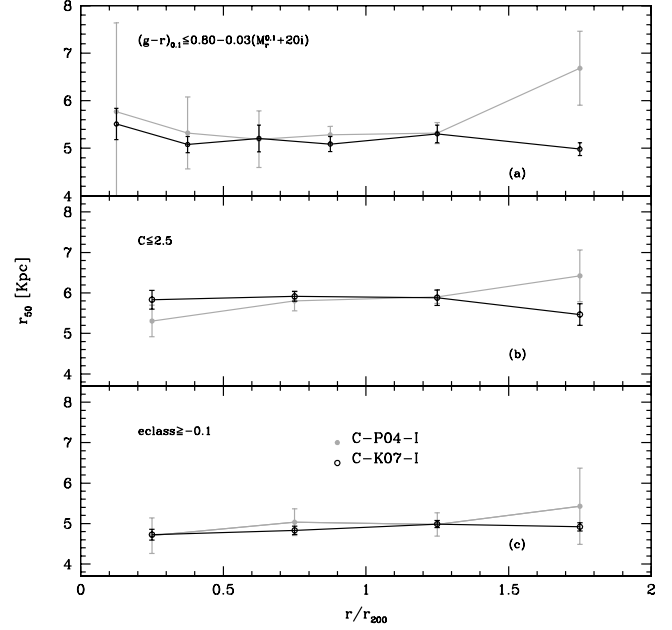 8
(g−r)₀.₁≤0.80−0.03(Mᵣ⁰·¹+20i)
7
6
5
(a)
4
8
C≤2.5
7
r₅₀ [Kpc]
6
5
(b)
4
8
eclass≥−0.1
C−P04−I
7
C−K07−I
6
5
(c)
4
0 0.5 1 1.5 2
r/r₂₀₀